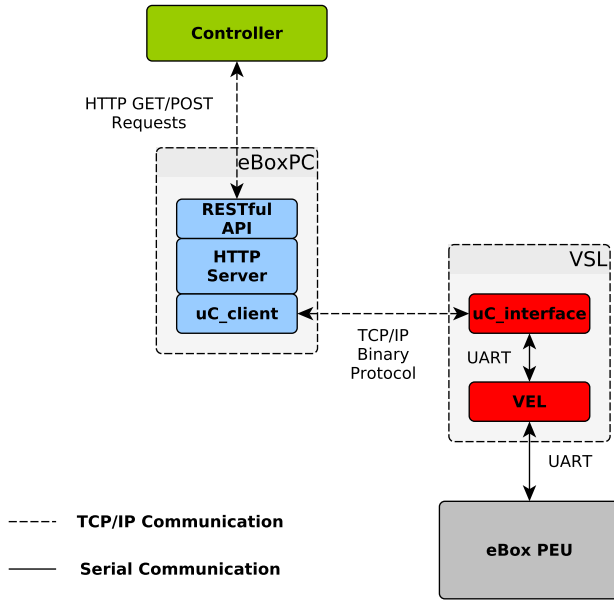 Controller
HTTP GET/POST
Requests
eBoxPC
RESTful
API
HTTP
Server
uC_client
TCP/IP
Binary
Protocol
VSL
uC_interface
UART
VEL
UART
eBox PEU
TCP/IP Communication
Serial Communication